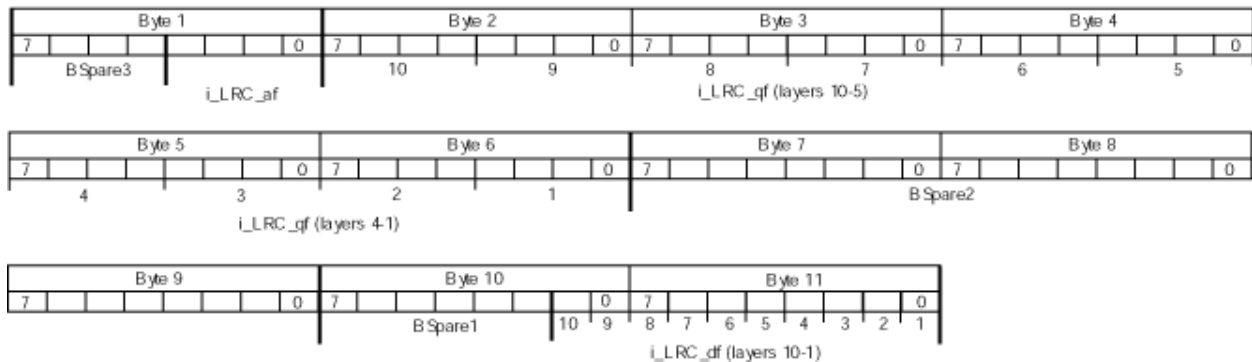 Byte 1 Byte 2 Byte 3 Byte 4
7 0 7 0 7 0 7 0
BSpare3 10 9 8 7 6 5
i_LRC_af i_LRC_qf (layers 10-5)
Byte 5 Byte 6 Byte 7 Byte 8
7 0 7 0 7 0 7 0
4 3 2 1 BSpare2
i_LRC_qf (layers 4-1)
Byte 9 Byte 10 Byte 11
7 0 7 0 7 0
BSpare1 10 9 8 7 6 5 4 3 2 1
i_LRC_df (layers 10-1)